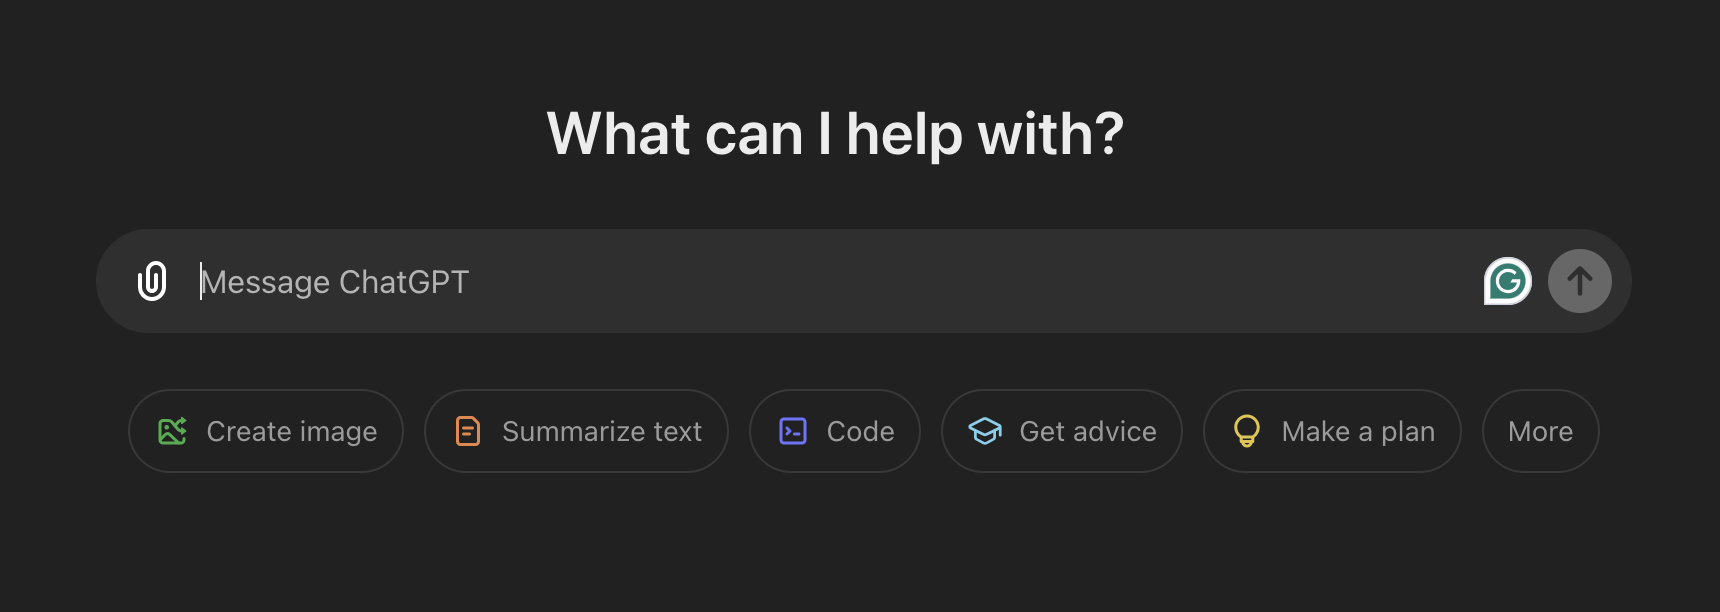 What can I help with?
Message ChatGPT
Create image
Summarize text
Code
Get advice
Make a plan
More